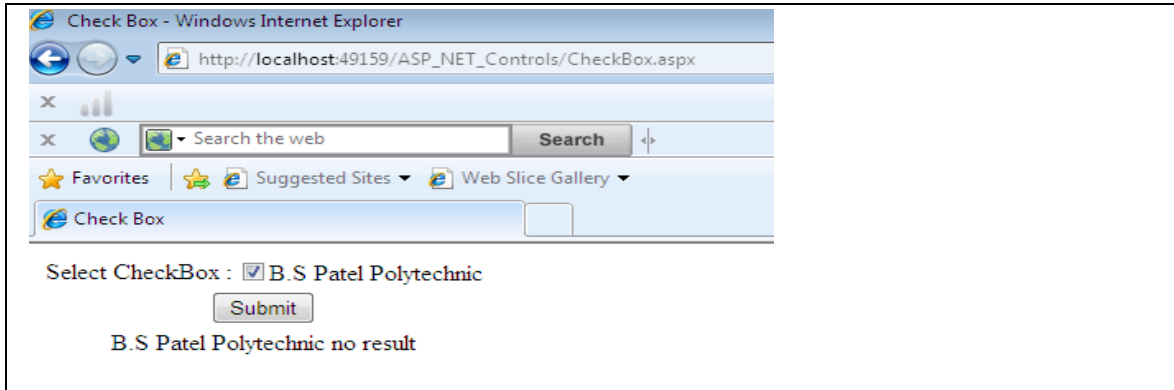 Check Box - Windows Internet Explorer
http://localhost:49159/ASP_NET_Controls/CheckBox.aspx
x
x Search the web Search
Favorites Suggested Sites Web Slice Gallery
Check Box
Select CheckBox : B.S Patel Polytechnic
Submit
B.S Patel Polytechnic no result